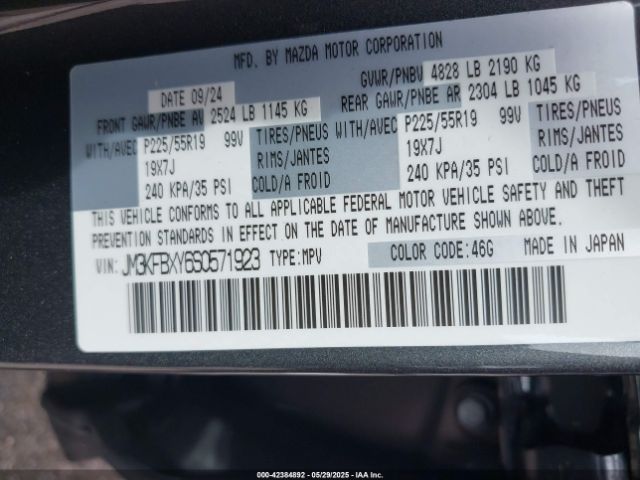 MFD. BY MAZDA MOTOR CORPORATION
DATE 09/24 GVWR/PNBV 4828 LB 2190 KG
FRONT GAWR/PNBE AV 2524 LB 1145 KG REAR GAWR/PNBE AR 2304 LB 1045 KG
WITH/AVEC P225/55R19 99V TIRES/PNEUS WITH/AVEC P225/55R19 99V TIRES/PNEUS
19X7J RIMS/JANTES 19X7J RIMS/JANTES
240 KPA/35 PSI COLD/A FROID 240 KPA/35 PSI COLD/A FROID
THIS VEHICLE CONFORMS TO ALL APPLICABLE FEDERAL MOTOR VEHICLE SAFETY AND THEFT
PREVENTION STANDARDS IN EFFECT ON THE DATE OF MANUFACTURE SHOWN ABOVE.
VIN: JM3KFBXY6S0571923 TYPE: MPV COLOR CODE: 46G MADE IN JAPAN
000-42384892 - 05/29/2025 - IAA Inc.